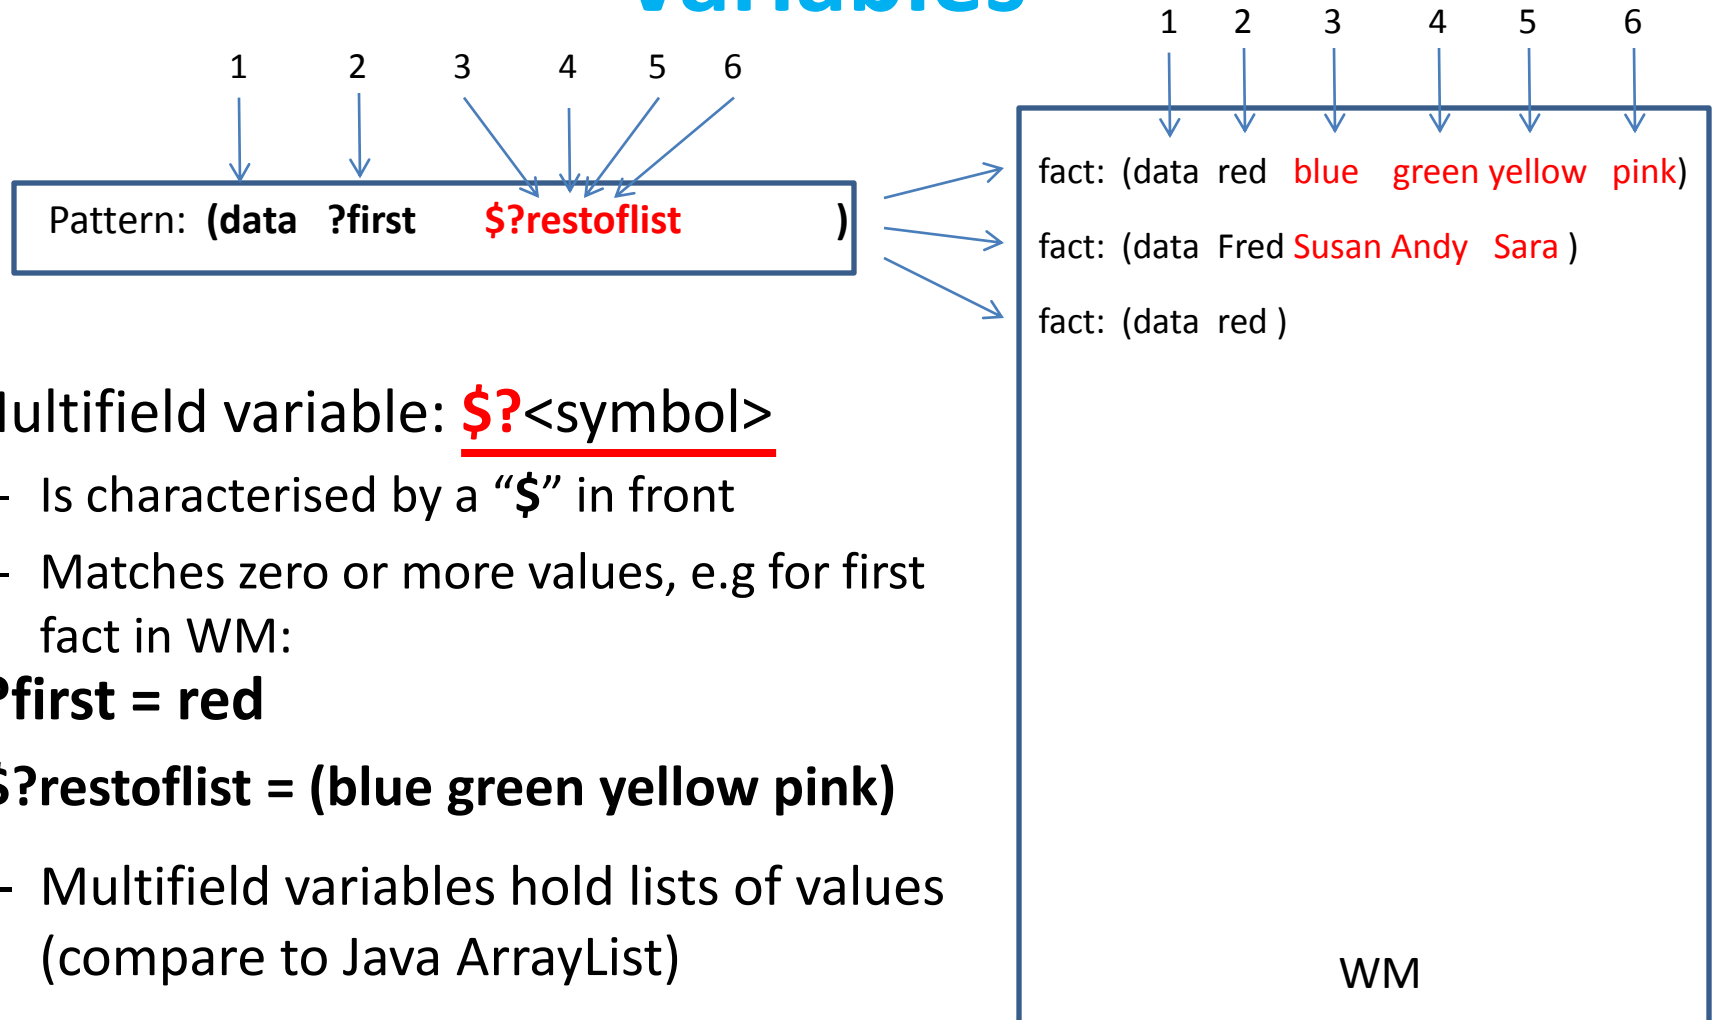 variables
1 2 3 4 5 6
1 2 3 4 5 6
Pattern: (data ?first $?restoflist )
fact: (data red blue green yellow pink)
fact: (data Fred Susan Andy Sara )
fact: (data red )
ultifield variable: $?<symbol>
- Is characterised by a “$” in front
- Matches zero or more values, e.g for first
fact in WM:
?first = red
$?restoflist = (blue green yellow pink)
- Multifield variables hold lists of values
(compare to Java ArrayList)
WM